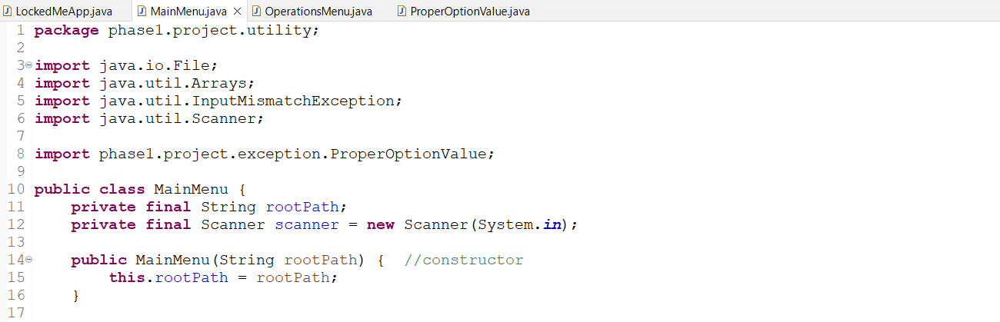 LockedMeApp.java MainMenu.java OperationsMenu.java ProperOptionValue.java
1 package phase1.project.utility;
2
3 import java.io.File;
4 import java.util.Arrays;
5 import java.util.InputMismatchException;
6 import java.util.Scanner;
7
8 import phase1.project.exception.ProperOptionValue;
9
10 public class MainMenu {
11     private final String rootPath;
12     private final Scanner scanner = new Scanner(System.in);
13
14     public MainMenu(String rootPath) {  //constructor
15         this.rootPath = rootPath;
16     }
17